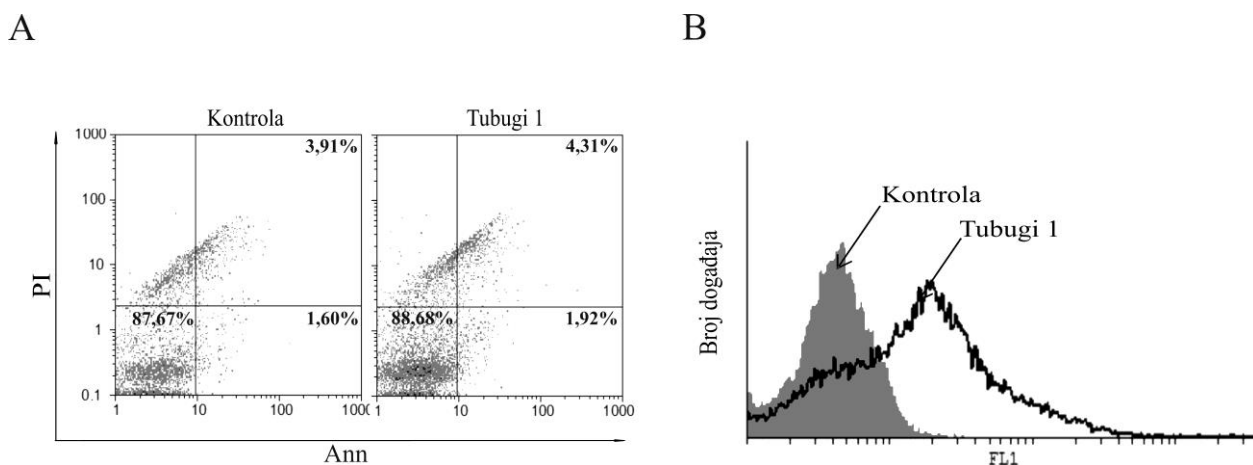 A
Kontrola
Tubugi 1
1000
100
10
1
0.1
PI
3,91%
87,67%
1,60%
4,31%
88,68%
1,92%
1
10
100
1000
1
10
100
1000
Ann
B
Kontrola
Tubugi 1
Broj događaja
FL1